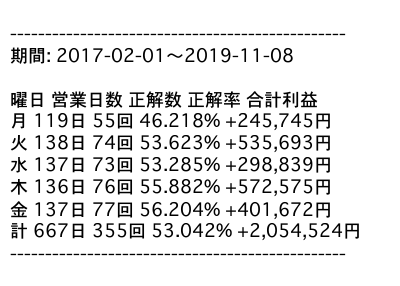 ------------------------------------------------
期間: 2017-02-01〜2019-11-08
曜日 営業日数 正解数 正解率 合計利益
月 119日 55回 46.218% +245,745円
火 138日 74回 53.623% +535,693円
水 137日 73回 53.285% +298,839円
木 136日 76回 55.882% +572,575円
金 137日 77回 56.204% +401,672円
計 667日 355回 53.042% +2,054,524円
------------------------------------------------